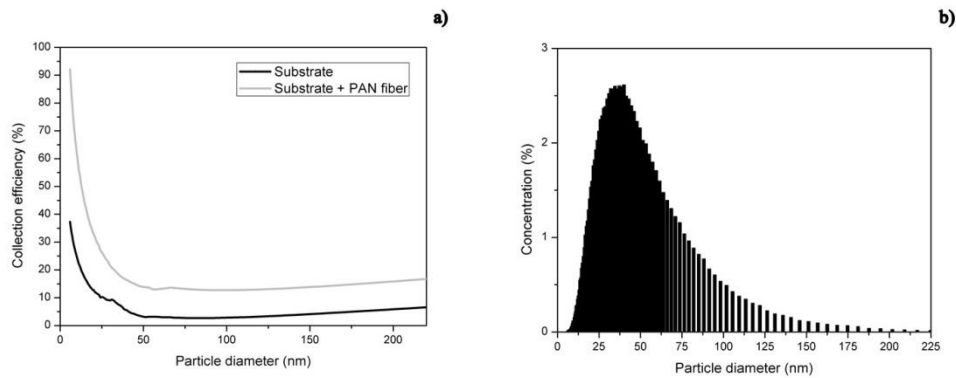 a)
100
90
80
70
60
50
40
30
20
10
0
Collection efficiency (%)
Substrate
Substrate + PAN fiber
0 50 100 150 200
Particle diameter (nm)
b)
3
2
1
0
Concentration (%)
0 25 50 75 100 125 150 175 200 225
Particle diameter (nm)